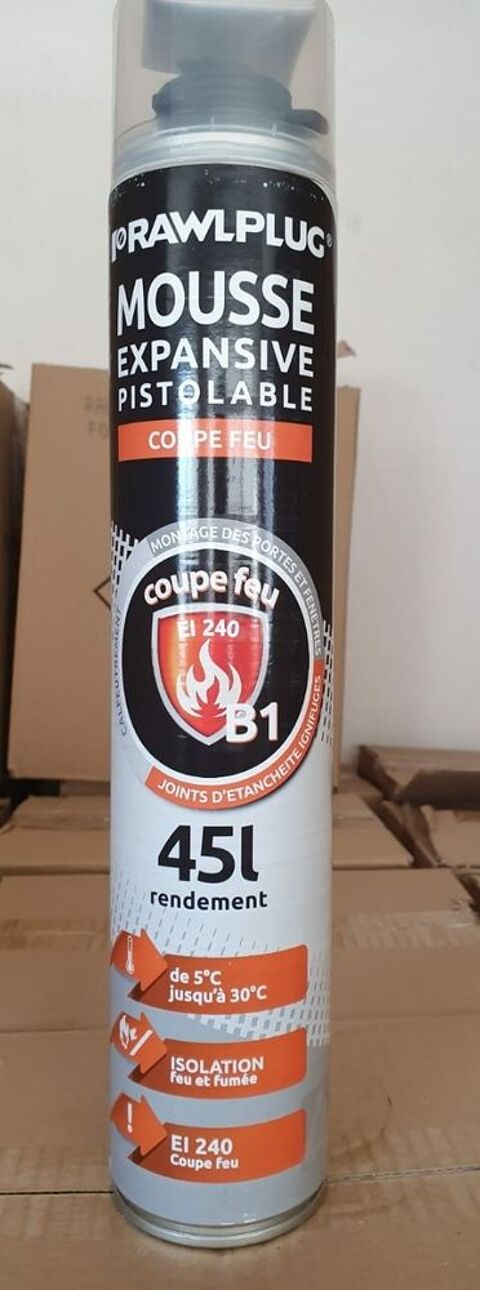 RAWLPLUG®
MOUSSE
EXPANSIVE
PISTOLABLE
COUPE FEU
MONTAGE DES PORTES ET FENETRES
CALFEUTREMENT
coupe feu
EI 240
B1
JOINTS D'ETANCHEITE IGNIFUGES
45l
rendement
de 5°C
jusqu'à 30°C
ISOLATION
feu et fumée
!
EI 240
Coupe feu